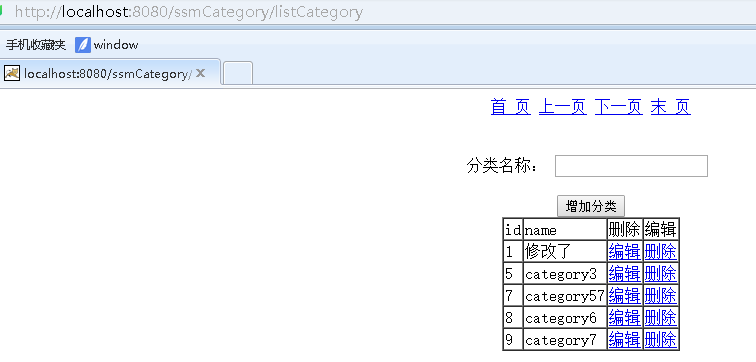 http://localhost:8080/ssmCategory/listCategory
手机收藏夹 window
localhost:8080/ssmCategory/
首 页 上一页 下一页 末 页
分类名称:
增加分类
id name 删除 编辑
1 修改了 编辑 删除
5 category3 编辑 删除
7 category57 编辑 删除
8 category6 编辑 删除
9 category7 编辑 删除